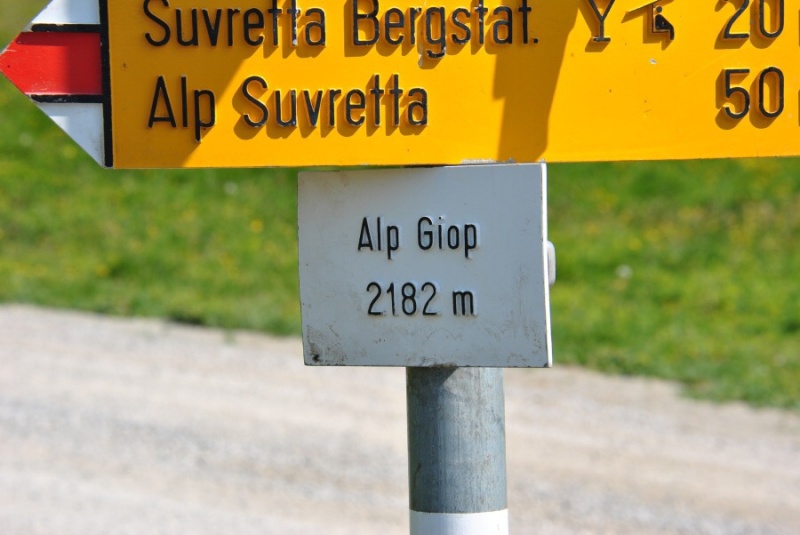 Suvretta Bergstat. 20
Alp Suvretta 50
Alp Giop
2182 m